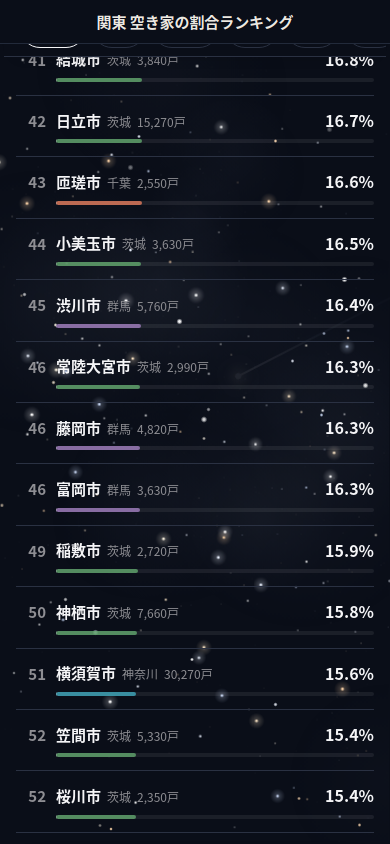 関東 空き家の割合ランキング
41 結城市 茨城 3,840戸 16.8%
42 日立市 茨城 15,270戸 16.7%
43 匝瑳市 千葉 2,550戸 16.6%
44 小美玉市 茨城 3,630戸 16.5%
45 渋川市 群馬 5,760戸 16.4%
46 常陸大宮市 茨城 2,990戸 16.3%
46 藤岡市 群馬 4,820戸 16.3%
46 富岡市 群馬 3,630戸 16.3%
49 稲敷市 茨城 2,720戸 15.9%
50 神栖市 茨城 7,660戸 15.8%
51 横須賀市 神奈川 30,270戸 15.6%
52 笠間市 茨城 5,330戸 15.4%
52 桜川市 茨城 2,350戸 15.4%